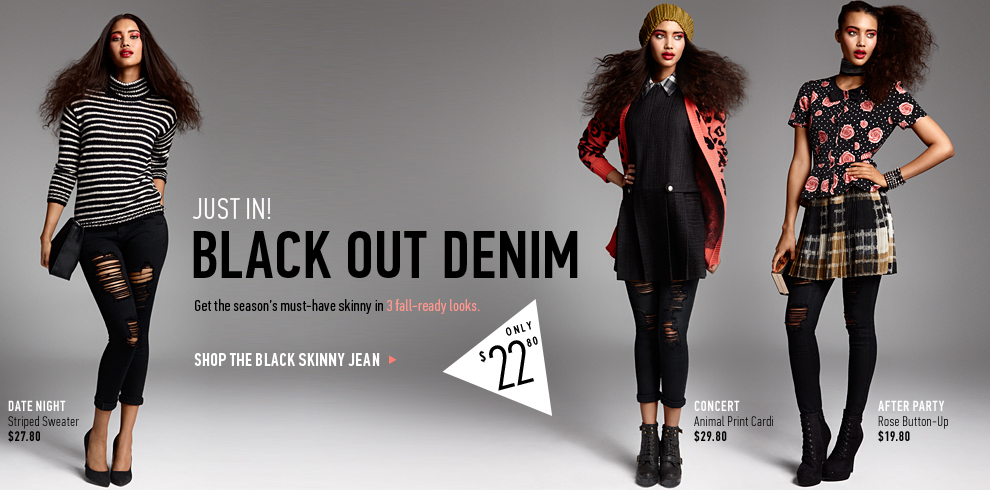 JUST IN!
BLACK OUT DENIM
Get the season's must-have skinny in 3 fall-ready looks.
SHOP THE BLACK SKINNY JEAN
ONLY
$22.80
DATE NIGHT
Striped Sweater
$27.80
CONCERT
Animal Print Cardi
$29.80
AFTER PARTY
Rose Button-Up
$19.80